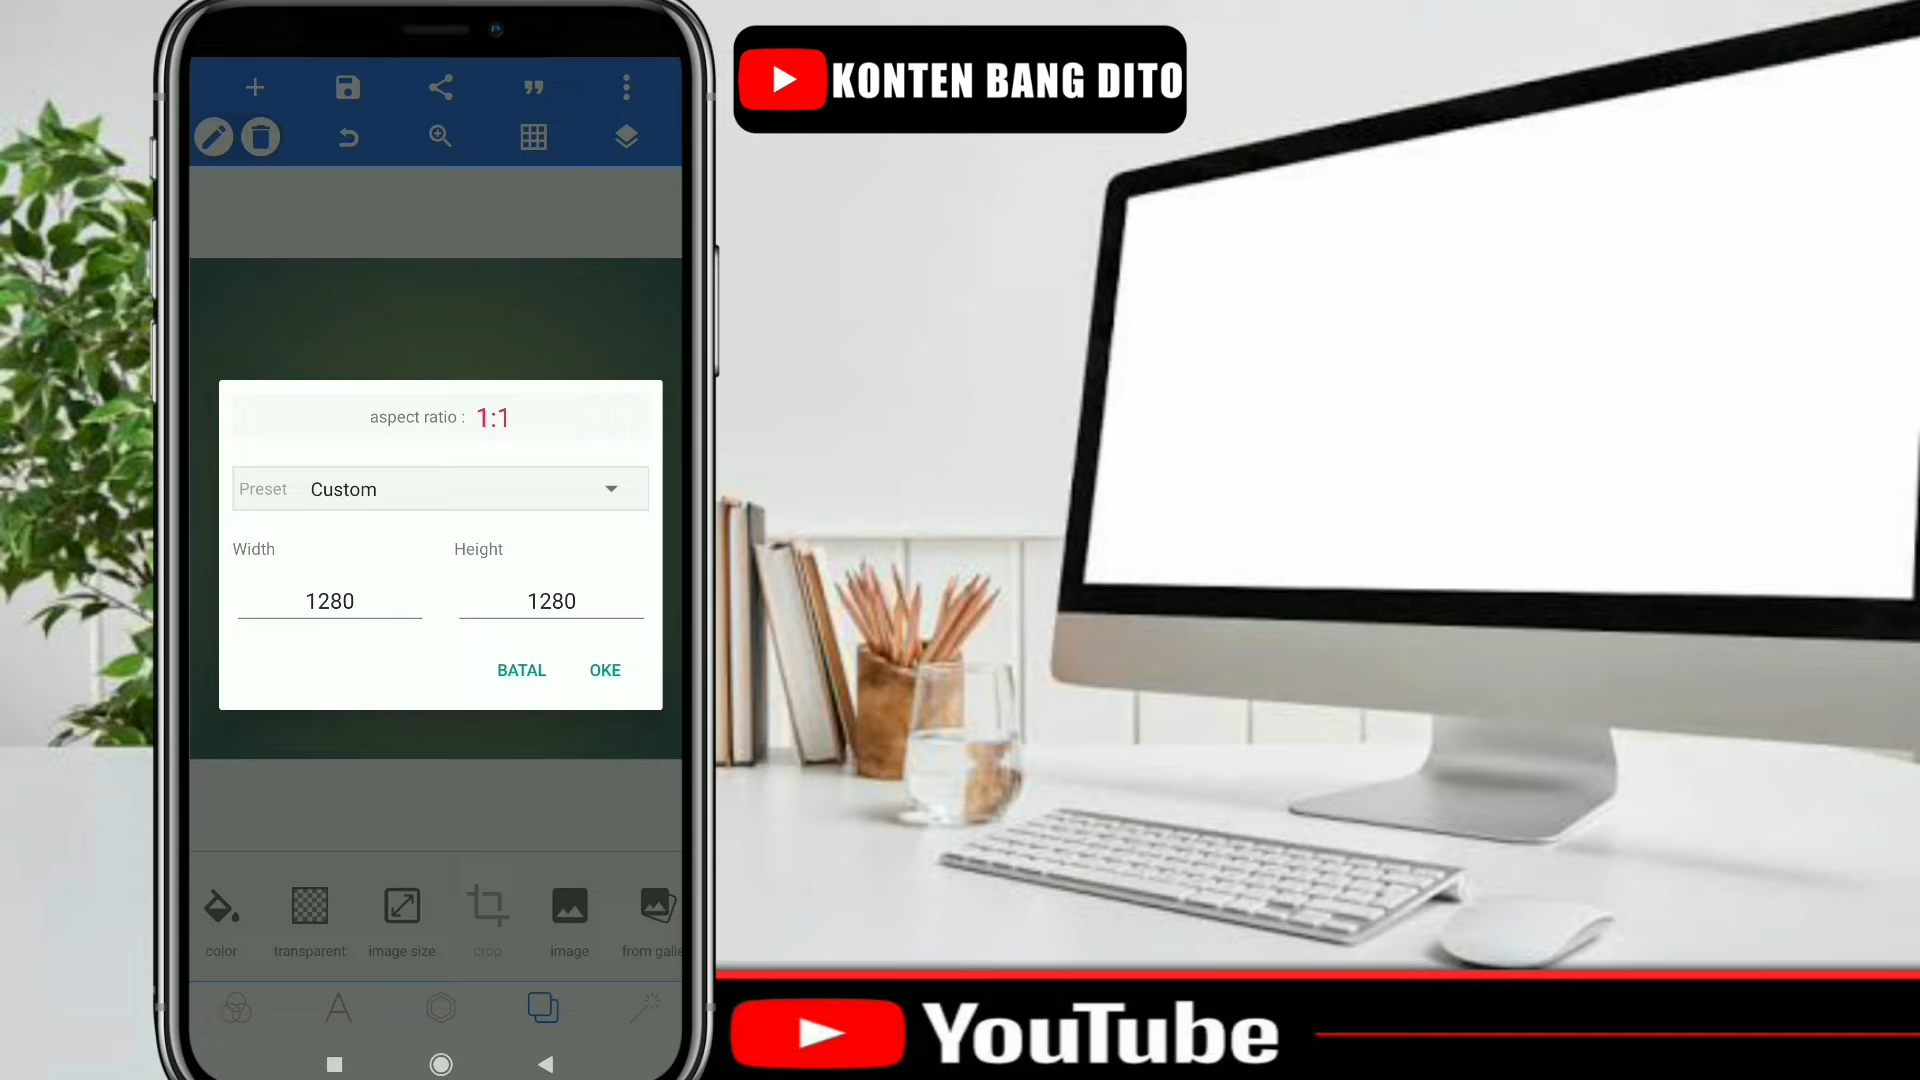 KONTEN BANG DITO
aspect ratio : 1:1
Preset Custom
Width Height
1280 1280
BATAL OKE
color transparent image size crop image from galle
YouTube